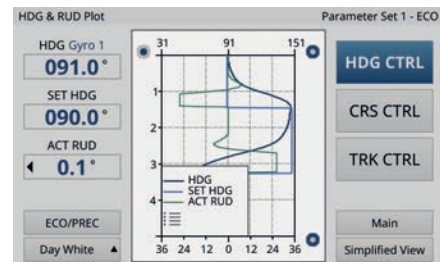 HDG & RUD Plot
Parameter Set 1 - ECO
HDG Gyro 1
091.0°
SET HDG
090.0°
ACT RUD
0.1°
ECO/PREC
Day White
31 91 151
1
2
3
4
HDG
SET HDG
ACT RUD
36 24 12 0 12 24 36
HDG CTRL
CRS CTRL
TRK CTRL
Main
Simplified View